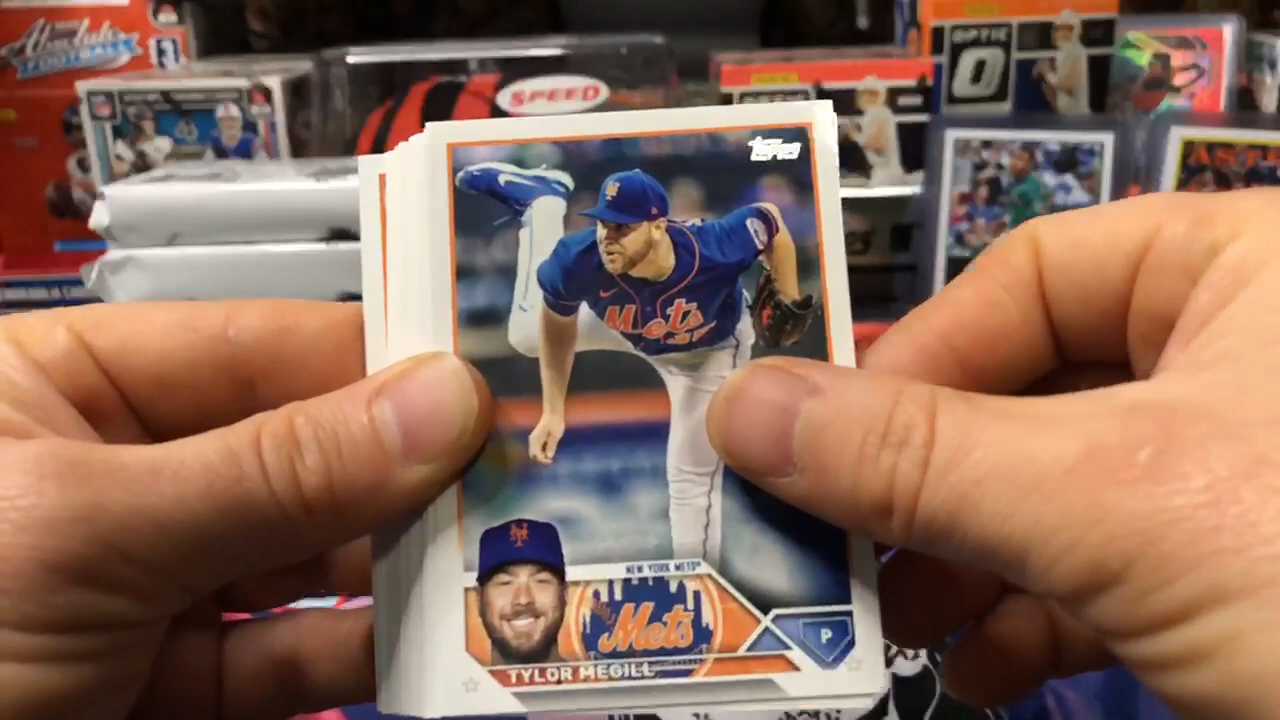 Absolute
FOOTBALL
SPEED
OPTIC
topps
Mets
NEW YORK METS
Mets
P
TYLOR MEGILL